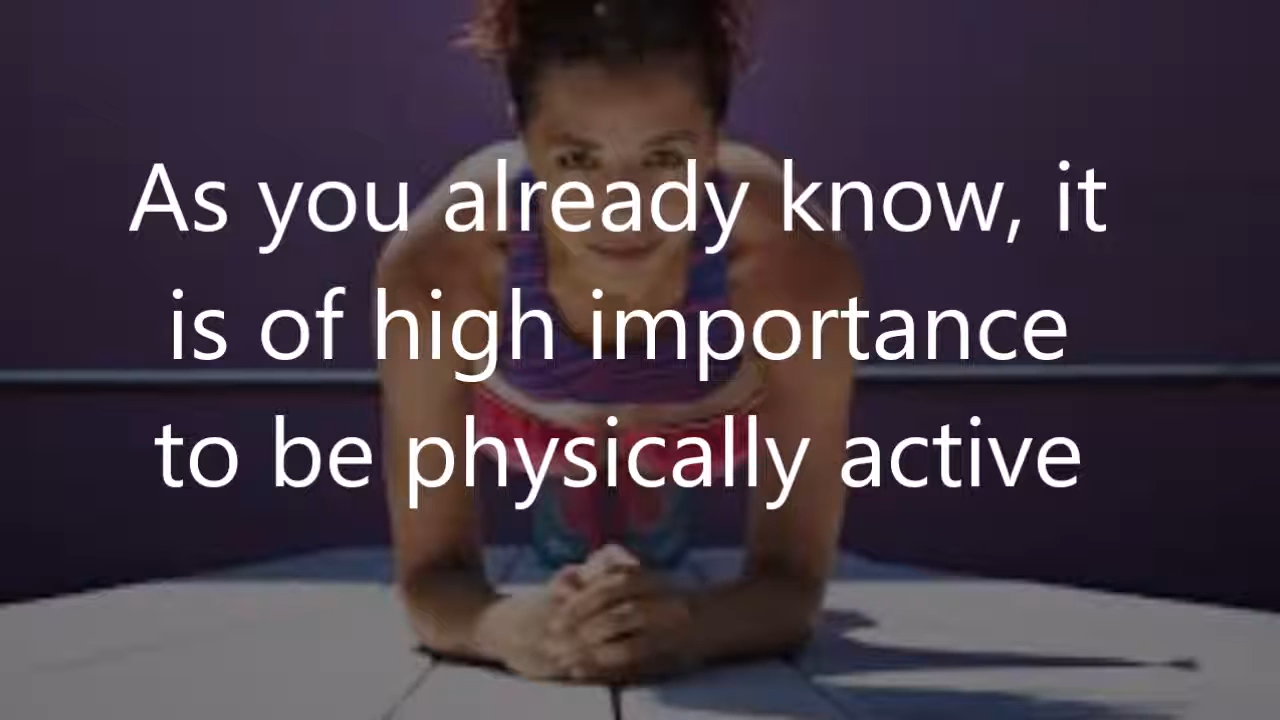 As you already know, it
is of high importance
to be physically active